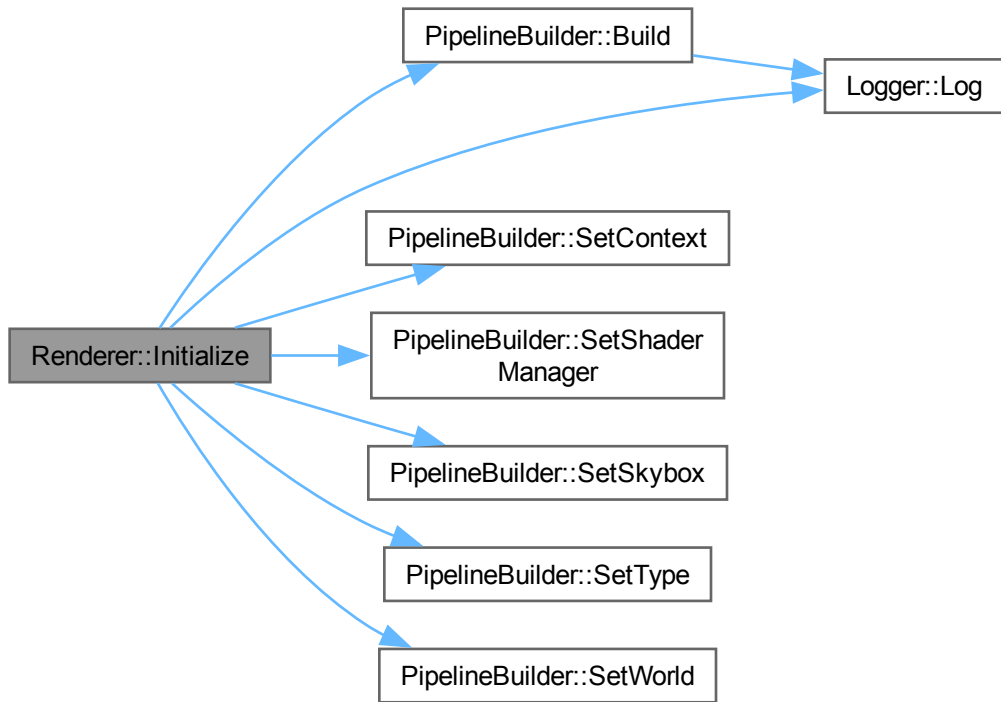 PipelineBuilder::Build
Logger::Log
PipelineBuilder::SetContext
Renderer::Initialize
PipelineBuilder::SetShader
Manager
PipelineBuilder::SetSkybox
PipelineBuilder::SetType
PipelineBuilder::SetWorld